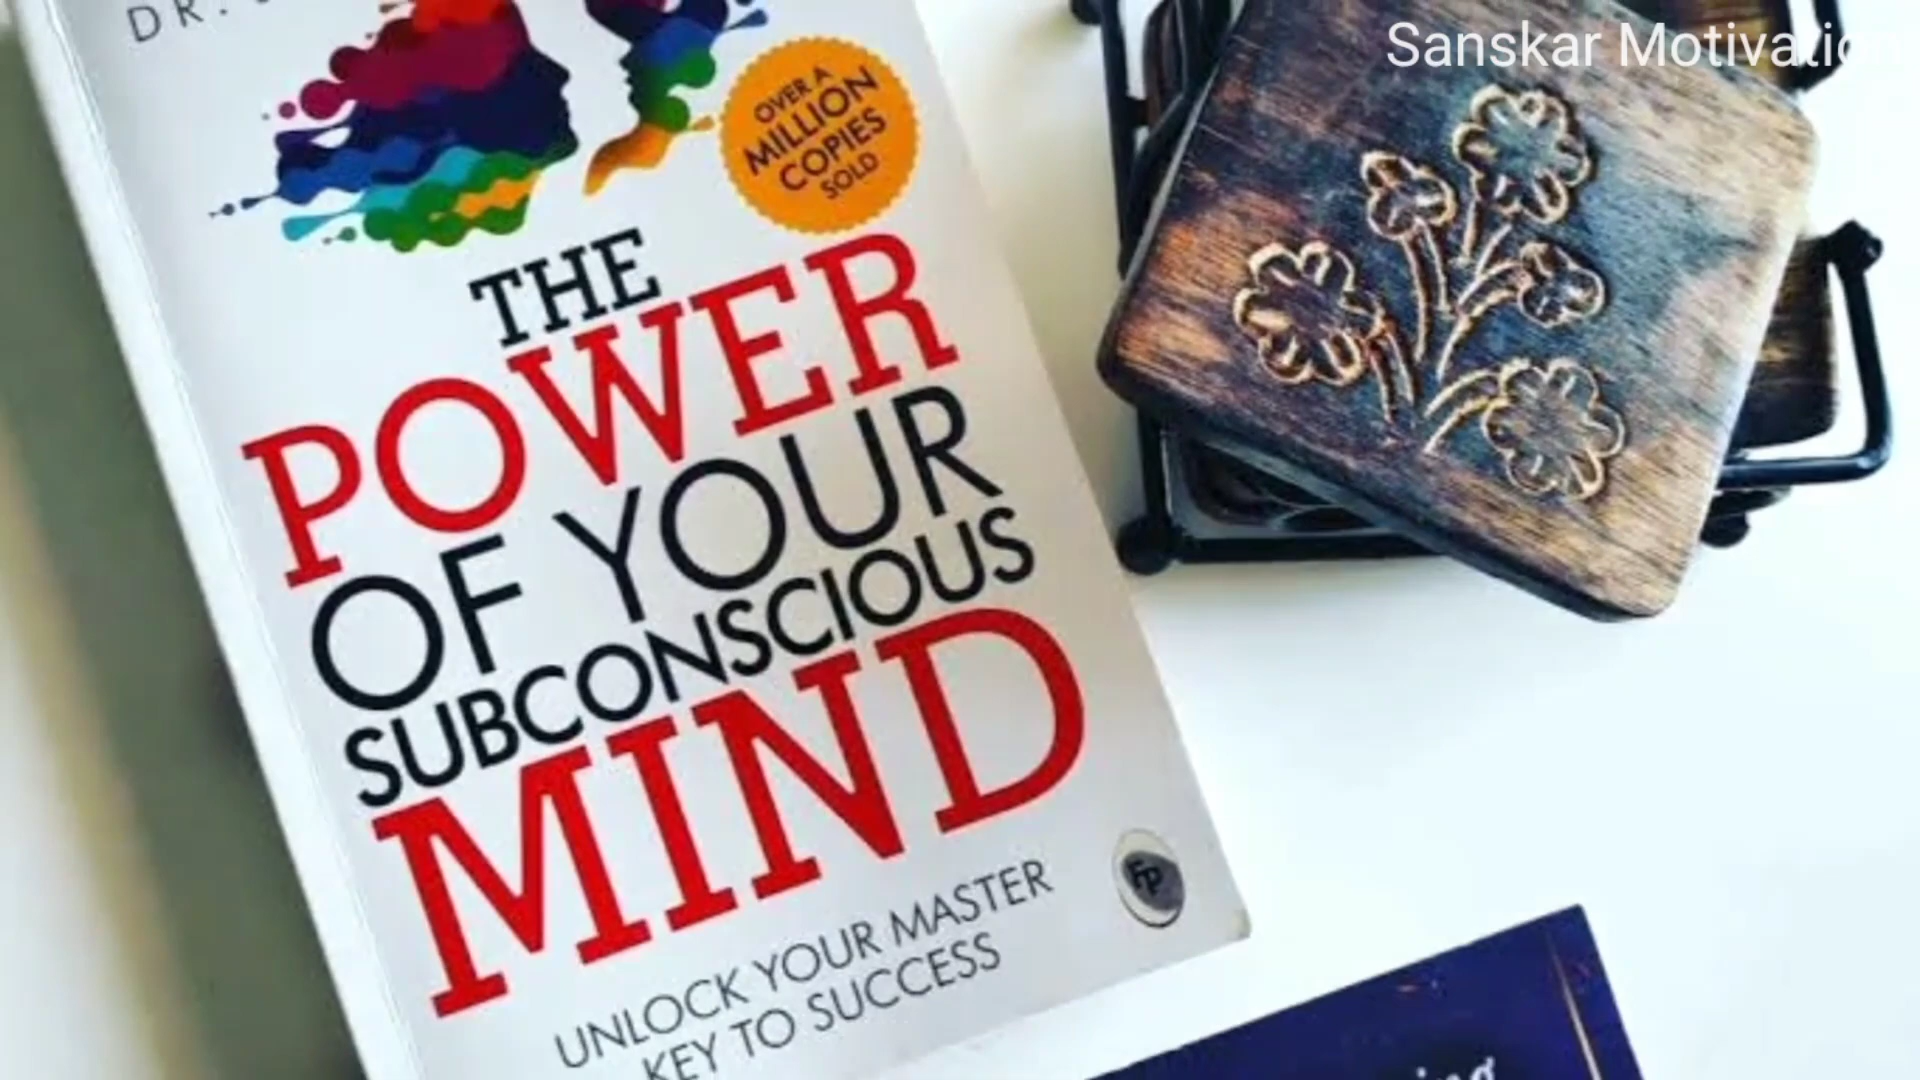 Sanskar Motivation
DR.
OVER A
MILLION
COPIES
SOLD
THE
POWER
OF YOUR
SUBCONSCIOUS
MIND
UNLOCK YOUR MASTER
KEY TO SUCCESS
FP